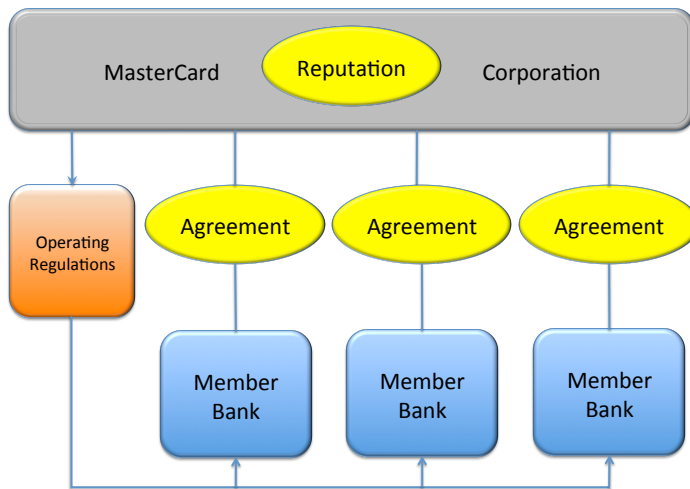 MasterCard Reputation Corporation
Operating
Regulations
Agreement Agreement Agreement
Member
Bank
Member
Bank
Member
Bank